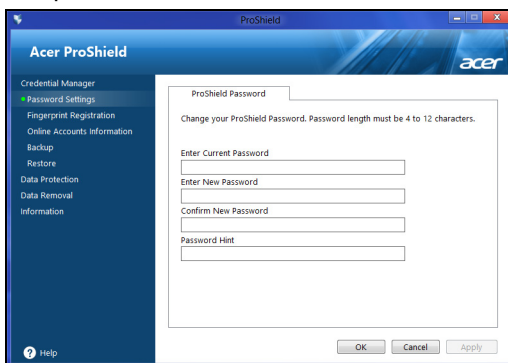 ProShield
Acer ProShield
acer
Credential Manager
Password Settings
Fingerprint Registration
Online Accounts Information
Backup
Restore
Data Protection
Data Removal
Information
Help
ProShield Password
Change your ProShield Password. Password length must be 4 to 12 characters.
Enter Current Password
Enter New Password
Confirm New Password
Password Hint
OK
Cancel
Apply